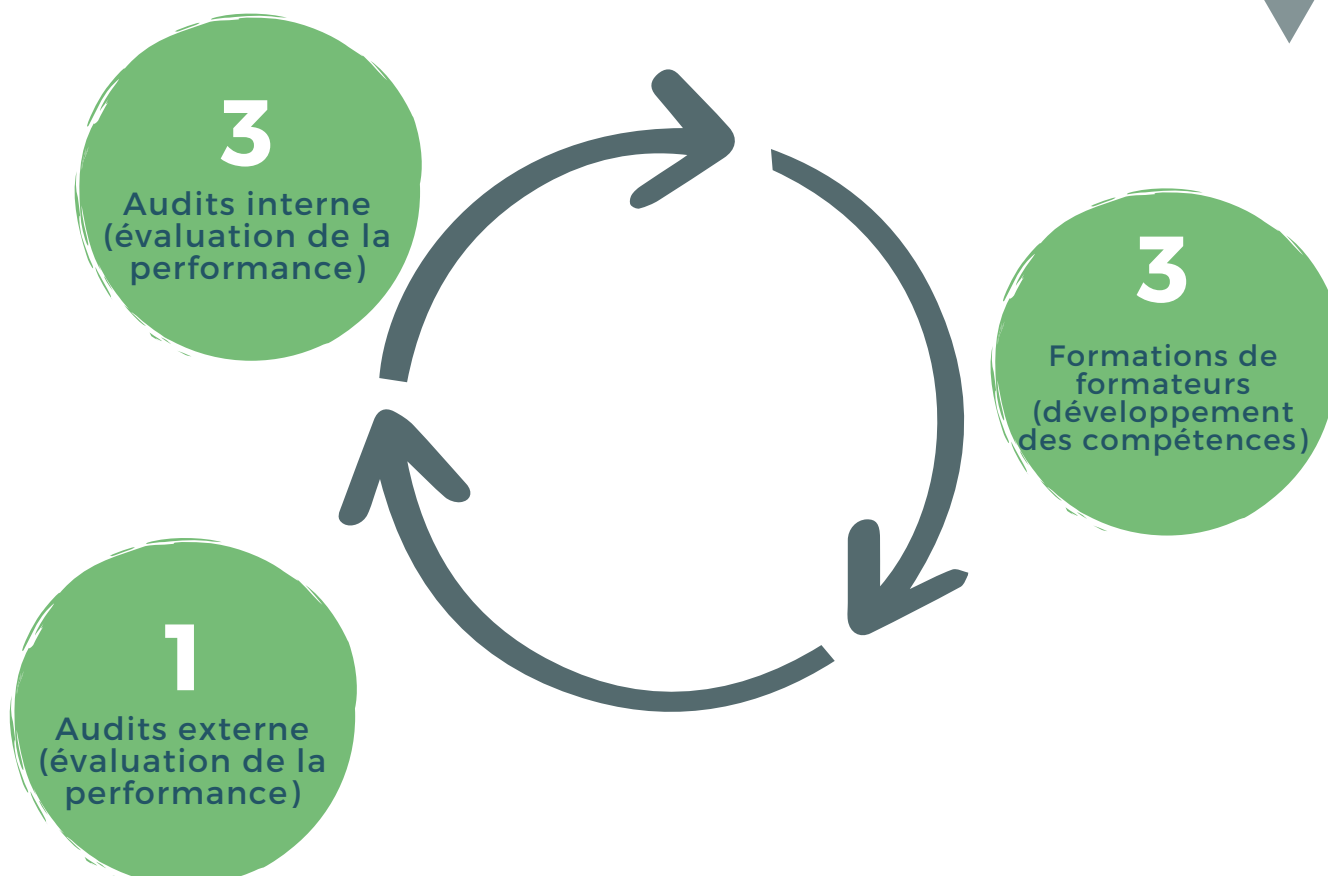 3
Audits interne
(évaluation de la
performance)
3
Formations de
formateurs
(développement
des compétences)
1
Audits externe
(évaluation de la
performance)